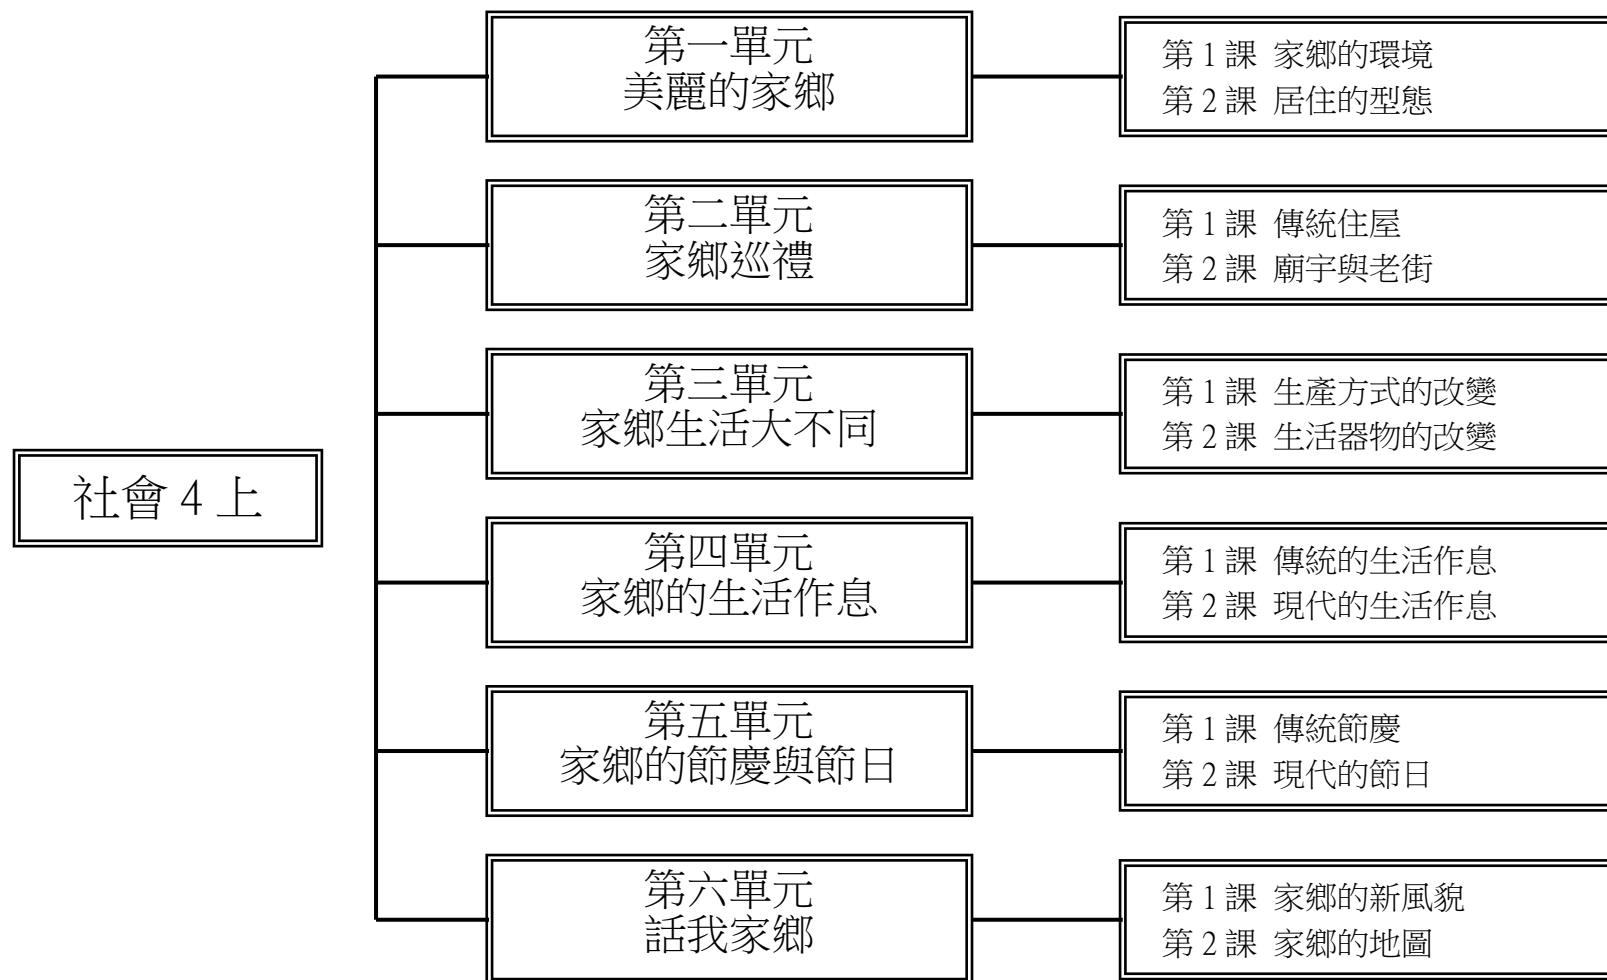 社會 4 上
第一單元
美麗的家鄉
第 1 課 家鄉的環境
第 2 課 居住的型態
第二單元
家鄉巡禮
第 1 課 傳統住屋
第 2 課 廟宇與老街
第三單元
家鄉生活大不同
第 1 課 生產方式的改變
第 2 課 生活器物的改變
第四單元
家鄉的生活作息
第 1 課 傳統的生活作息
第 2 課 現代的生活作息
第五單元
家鄉的節慶與節日
第 1 課 傳統節慶
第 2 課 現代的節日
第六單元
話我家鄉
第 1 課 家鄉的新風貌
第 2 課 家鄉的地圖